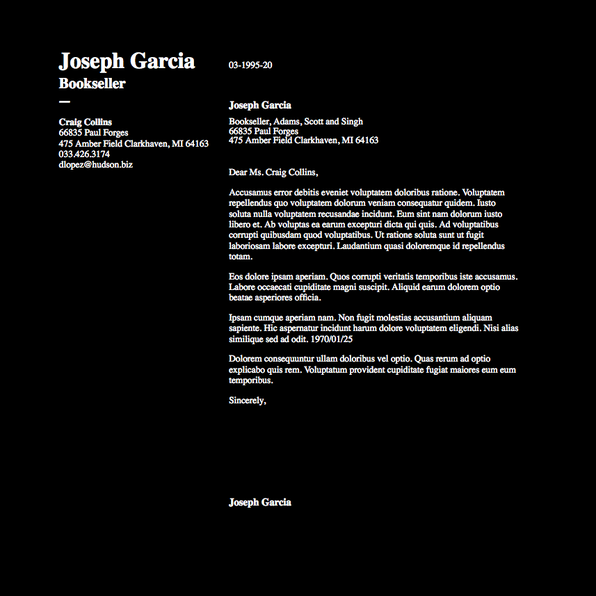 Joseph Garcia
Bookseller
Craig Collins
66835 Paul Forges
475 Amber Field Clarkhaven, MI 64163
033.426.3174
dlopez@hudson.biz
03-1995-20
Joseph Garcia
Bookseller, Adams, Scott and Singh
66835 Paul Forges
475 Amber Field Clarkhaven, MI 64163
Dear Ms. Craig Collins,
Accusamus error debitis eveniet voluptatem doloribus ratione. Voluptatem
repellendus quo voluptatem dolorum veniam consequatur quidem. Iusto
soluta nulla voluptatem recusandae incidunt. Eum sint nam dolorum iusto
libero et. Ab voluptas ea earum excepturi dicta qui quis. Ad voluptatibus
corrupti quibusdam quod voluptatibus. Ut ratione soluta sunt ut fugit
laboriosam labore excepturi. Laudantium quasi doloremque id repellendus
totam.
Eos dolore ipsam aperiam. Quos corrupti veritatis temporibus iste accusamus.
Labore occaecati cupiditate magni suscipit. Aliquid earum dolorem optio
beatae asperiores officia.
Ipsam cumque aperiam nam. Non fugit molestias accusantium aliquam
sapiente. Hic aspernatur incidunt harum dolore voluptatem eligendi. Nisi alias
similique sed ad odit. 1970/01/25
Dolorem consequuntur ullam doloribus vel optio. Quas rerum ad optio
explicabo quis rem. Voluptatum provident cupiditate fugiat maiores eum eum
temporibus.
Sincerely,
Joseph Garcia